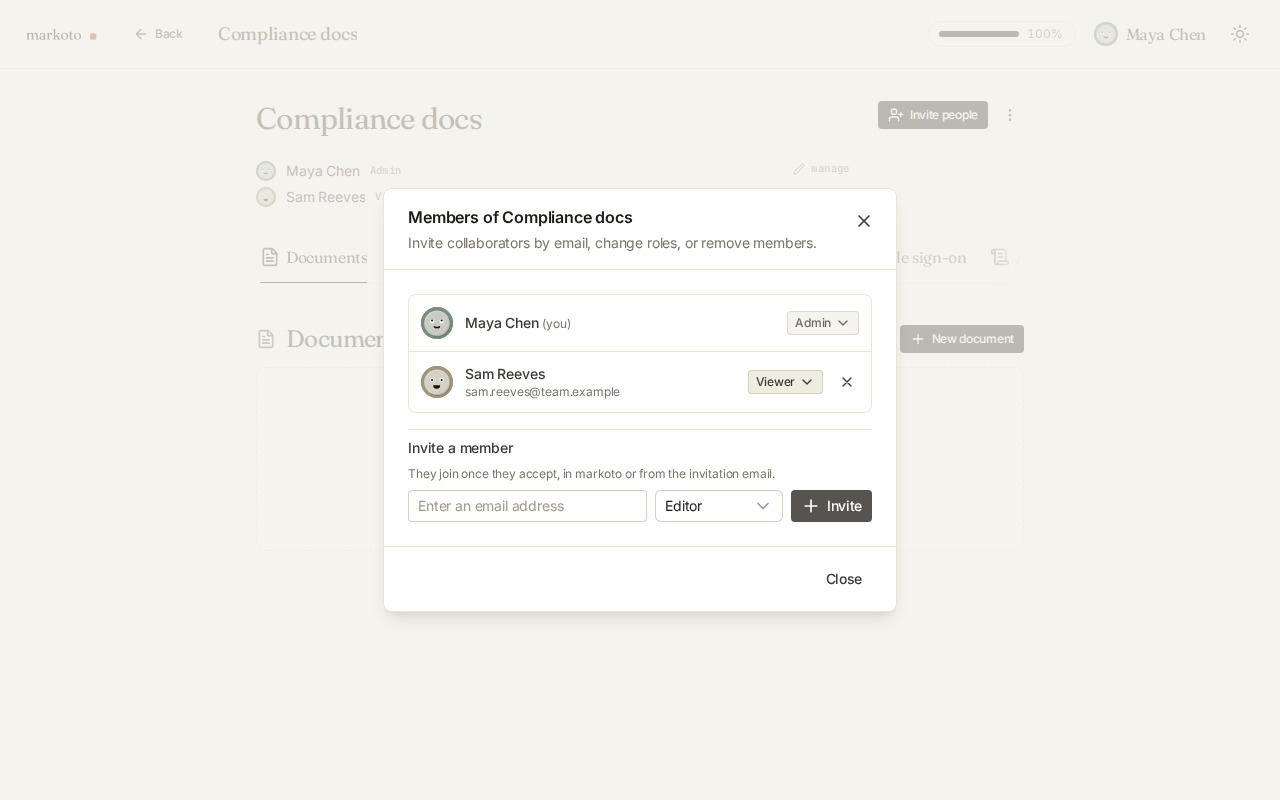 markoto
Back
Compliance docs
100%
Maya Chen
Compliance docs
Invite people
Maya Chen Admin
manage
Sam Reeves
Members of Compliance docs
Invite collaborators by email, change roles, or remove members.
Documents
sign-on
Maya Chen (you)
Admin
New document
Sam Reeves
sam.reeves@team.example
Viewer
Invite a member
They join once they accept, in markoto or from the invitation email.
Enter an email address
Editor
Invite
Close